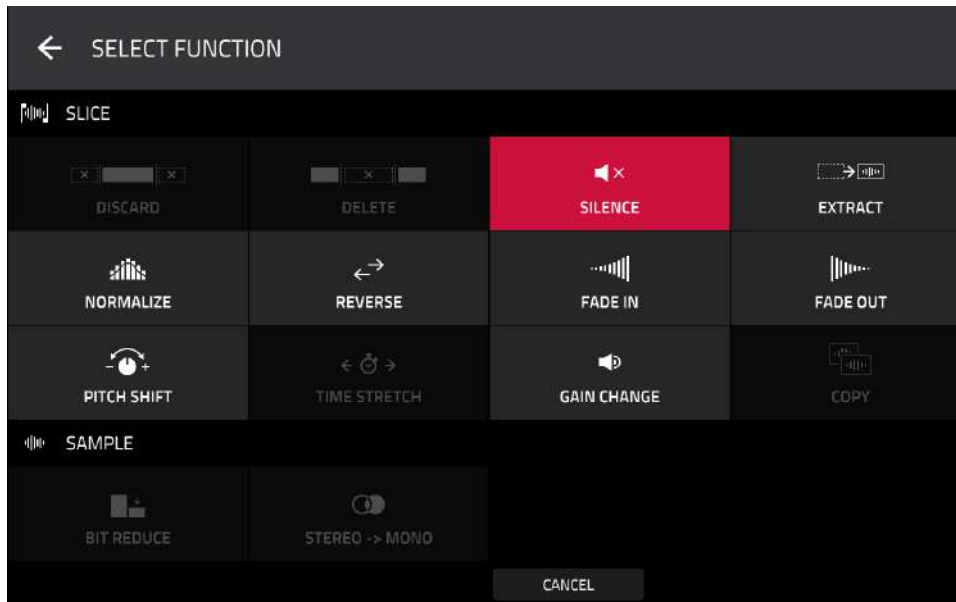 SELECT FUNCTION
SLICE
DISCARD
DELETE
SILENCE
EXTRACT
NORMALIZE
REVERSE
FADE IN
FADE OUT
PITCH SHIFT
TIME STRETCH
GAIN CHANGE
COPY
SAMPLE
BIT REDUCE
STEREO -> MONO
CANCEL